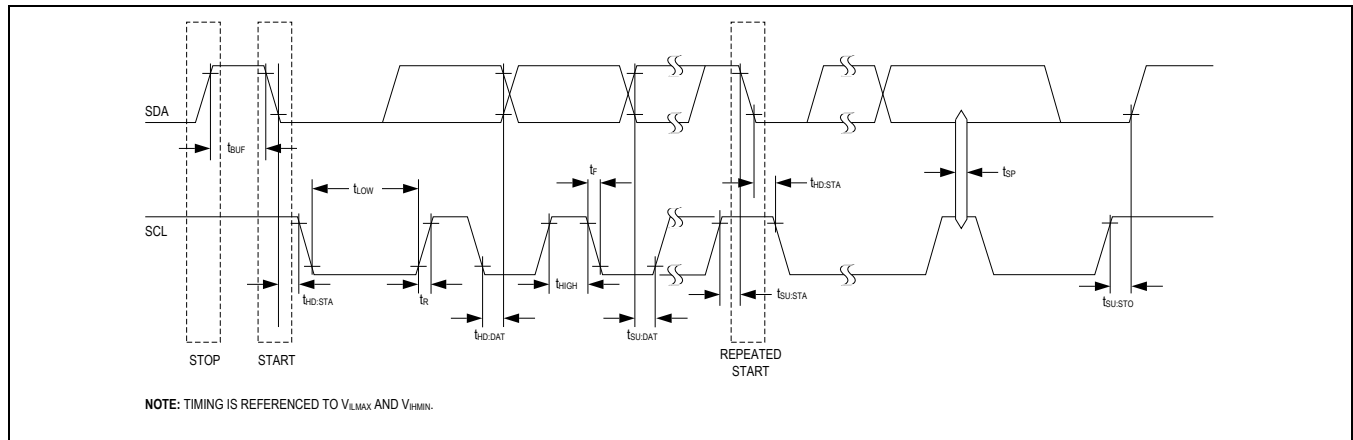 SDA
tBUF
tLOW
tF
tHD:STA
tSP
SCL
tHD:STA
tR
tHIGH
tSU:STA
tSU:STO
tHD:DAT
tSU:DAT
STOP
START
REPEATED
START
NOTE: TIMING IS REFERENCED TO VILMAX AND VIHMIN.